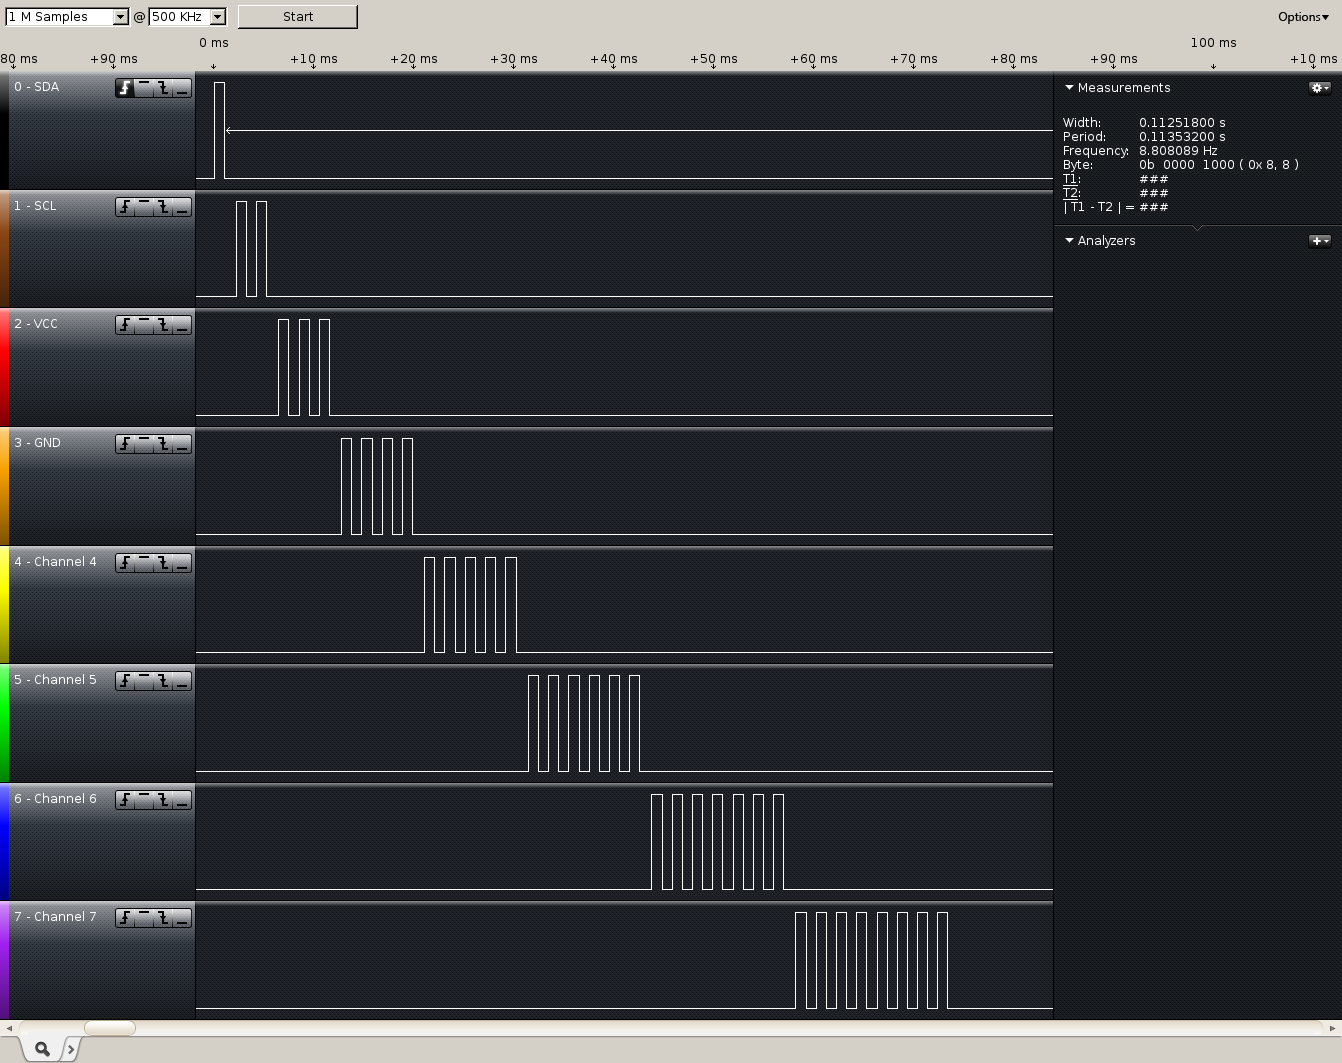 1 M Samples @ 500 KHz Start Options
0 ms 100 ms
80 ms +90 ms +10 ms +20 ms +30 ms +40 ms +50 ms +60 ms +70 ms +80 ms +90 ms +10 ms
0 - SDA
1 - SCL
2 - VCC
3 - GND
4 - Channel 4
5 - Channel 5
6 - Channel 6
7 - Channel 7
Measurements
Width: 0.11251800 s
Period: 0.11353200 s
Frequency: 8.808089 Hz
Byte: 0b 0000 1000 ( 0x 8, 8 )
T1: ###
T2: ###
| T1 - T2 | = ###
Analyzers